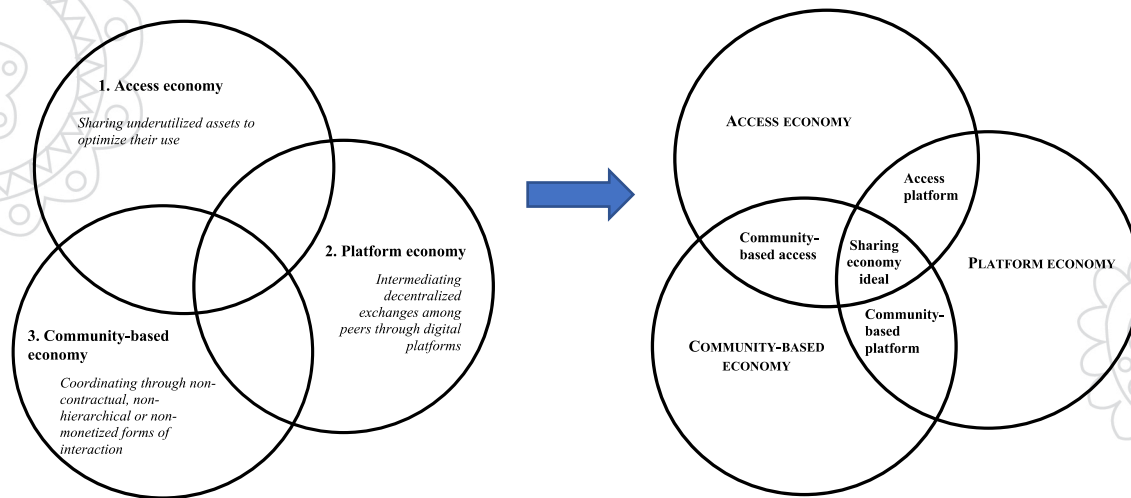 1. Access economy
Sharing underutilized assets to
optimize their use
2. Platform economy
Intermediating
decentralized
exchanges among
peers through digital
platforms
3. Community-based
economy
Coordinating through non-
contractual, non-
hierarchical or non-
monetized forms of
interaction
ACCESS ECONOMY
Access
platform
Community-
based access
Sharing
economy
ideal
PLATFORM ECONOMY
Community-
based
platform
COMMUNITY-BASED
ECONOMY